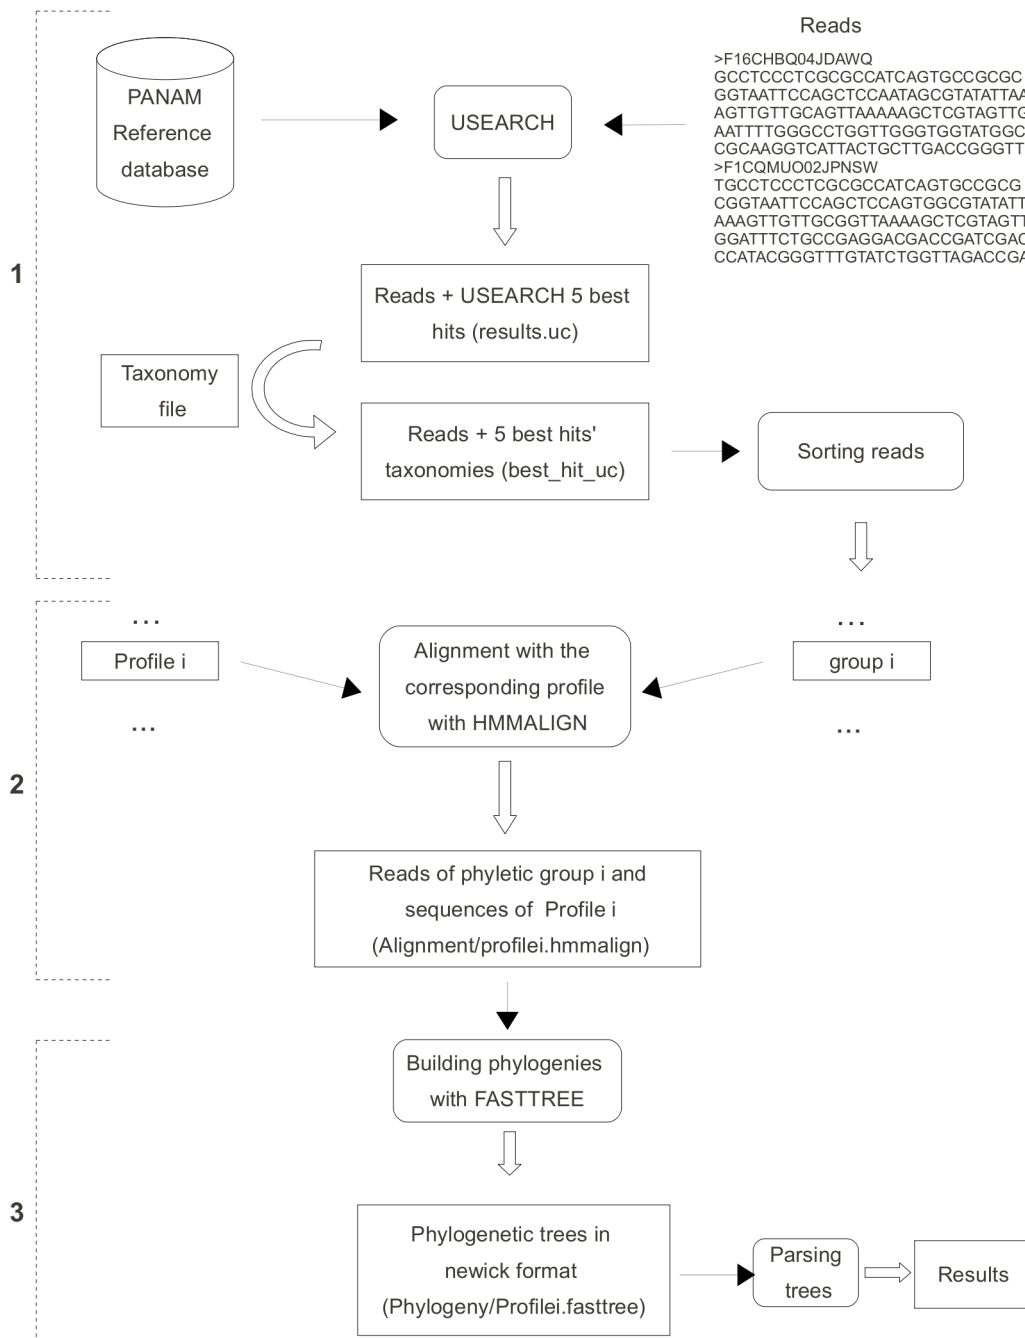 Reads
>F16CHBQ04JDAWQ
GCCTCCCTCGCGCCATCAGTGCCGCGC
GGTAATTCCAGCTCCAATAGCGTATATTAA
AGTTGTTGCAGTTAAAAAGCTCGTAGTTG
AATTTTGGGCCTGGTTGGGTGGTATGGC
CGCAAGGTCATTACTGCTTGACCGGGTT
>F1CQMUO02JPNSW
TGCCTCCCTCGCGCCATCAGTGCCGCG
CGGTAATTCCAGCTCCAGTGGCGTATATT
AAAGTTGTTGCGGTTAAAAGCTCGTAGTT
GGATTTCTGCCGAGGACGACCGATCGAC
CCATACGGGTTTGTATCTGGTTAGACCGA
PANAM
Reference
database
USEARCH
1
Reads + USEARCH 5 best
hits (results.uc)
Taxonomy
file
Reads + 5 best hits'
taxonomies (best_hit_uc)
Sorting reads
2
...
Profile i
...
Alignment with the
corresponding profile
with HMMALIGN
...
group i
...
Reads of phyletic group i and
sequences of Profile i
(Alignment/profilei.hmmalign)
3
Building phylogenies
with FASTTREE
Phylogenetic trees in
newick format
(Phylogeny/Profilei.fasttree)
Parsing
trees
Results